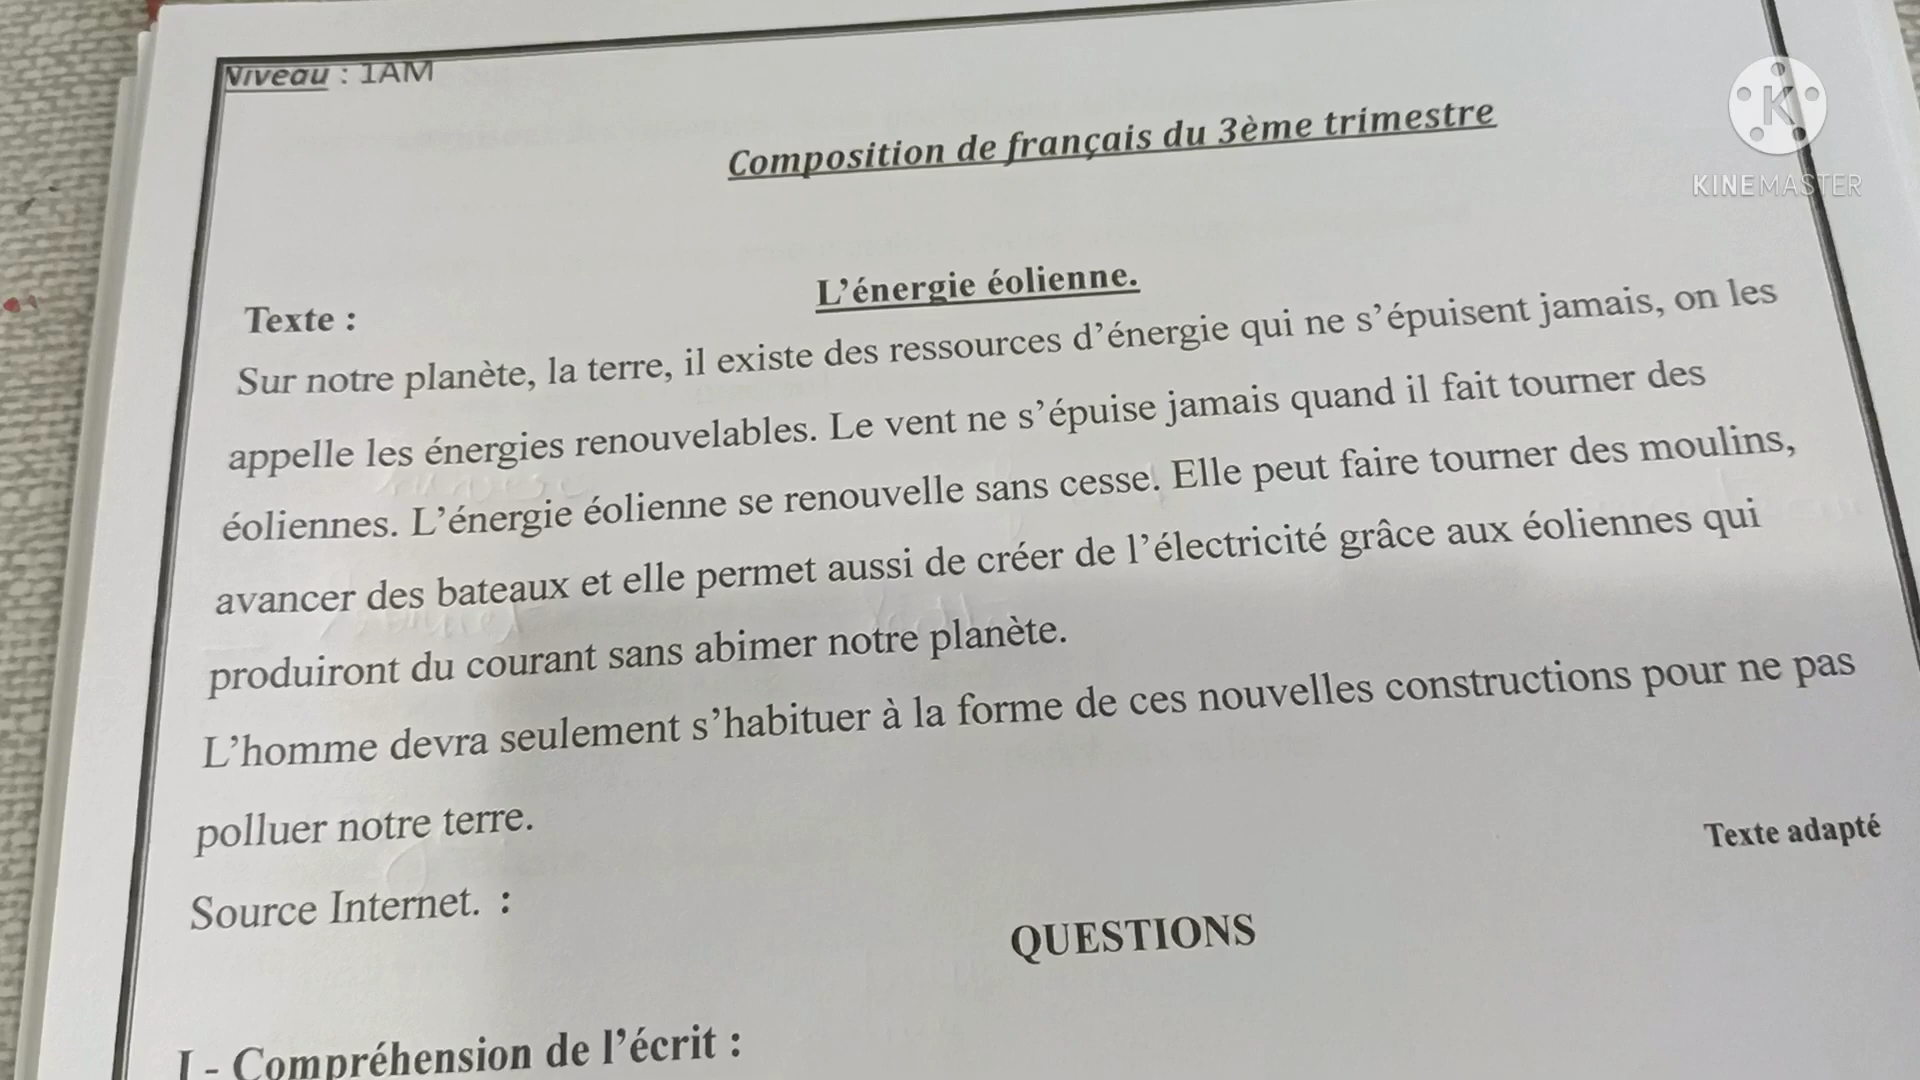 Niveau : 1AM
Composition de français du 3ème trimestre
KINEMASTER
L'énergie éolienne.
Texte :
Sur notre planète, la terre, il existe des ressources d'énergie qui ne s'épuisent jamais, on les
appelle les énergies renouvelables. Le vent ne s'épuise jamais quand il fait tourner des
éoliennes. L'énergie éolienne se renouvelle sans cesse. Elle peut faire tourner des moulins,
avancer des bateaux et elle permet aussi de créer de l'électricité grâce aux éoliennes qui
produiront du courant sans abimer notre planète.
L'homme devra seulement s'habituer à la forme de ces nouvelles constructions pour ne pas
polluer notre terre.
Texte adapté
Source Internet. :
QUESTIONS
I - Compréhension de l'écrit :